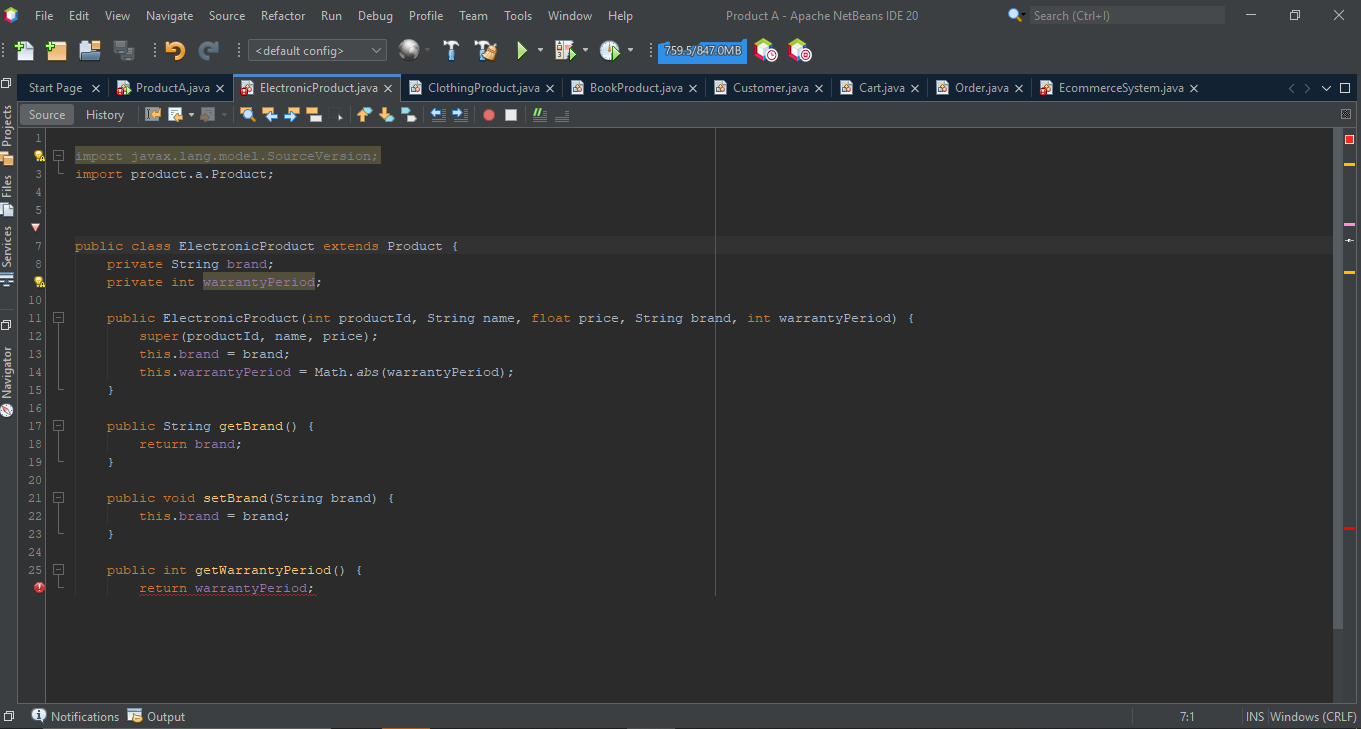 File Edit View Navigate Source Refactor Run Debug Profile Team Tools Window Help Product A - Apache NetBeans IDE 20 Search (Ctrl+I)
<default config> 759.5/847.0MB
Start Page ProductA.java ElectronicProduct.java ClothingProduct.java BookProduct.java Customer.java Cart.java Order.java EcommerceSystem.java
Source History
Projects
Files
Services
Navigator
1
import javax.lang.model.SourceVersion;
3 import product.a.Product;
4
5
7 public class ElectronicProduct extends Product {
8 private String brand;
private int warrantyPeriod;
10
11 public ElectronicProduct(int productId, String name, float price, String brand, int warrantyPeriod) {
12 super(productId, name, price);
13 this.brand = brand;
14 this.warrantyPeriod = Math.abs(warrantyPeriod);
15 }
16
17 public String getBrand() {
18 return brand;
19 }
20
21 public void setBrand(String brand) {
22 this.brand = brand;
23 }
24
25 public int getWarrantyPeriod() {
return warrantyPeriod;
Notifications Output 7:1 INS Windows (CRLF)